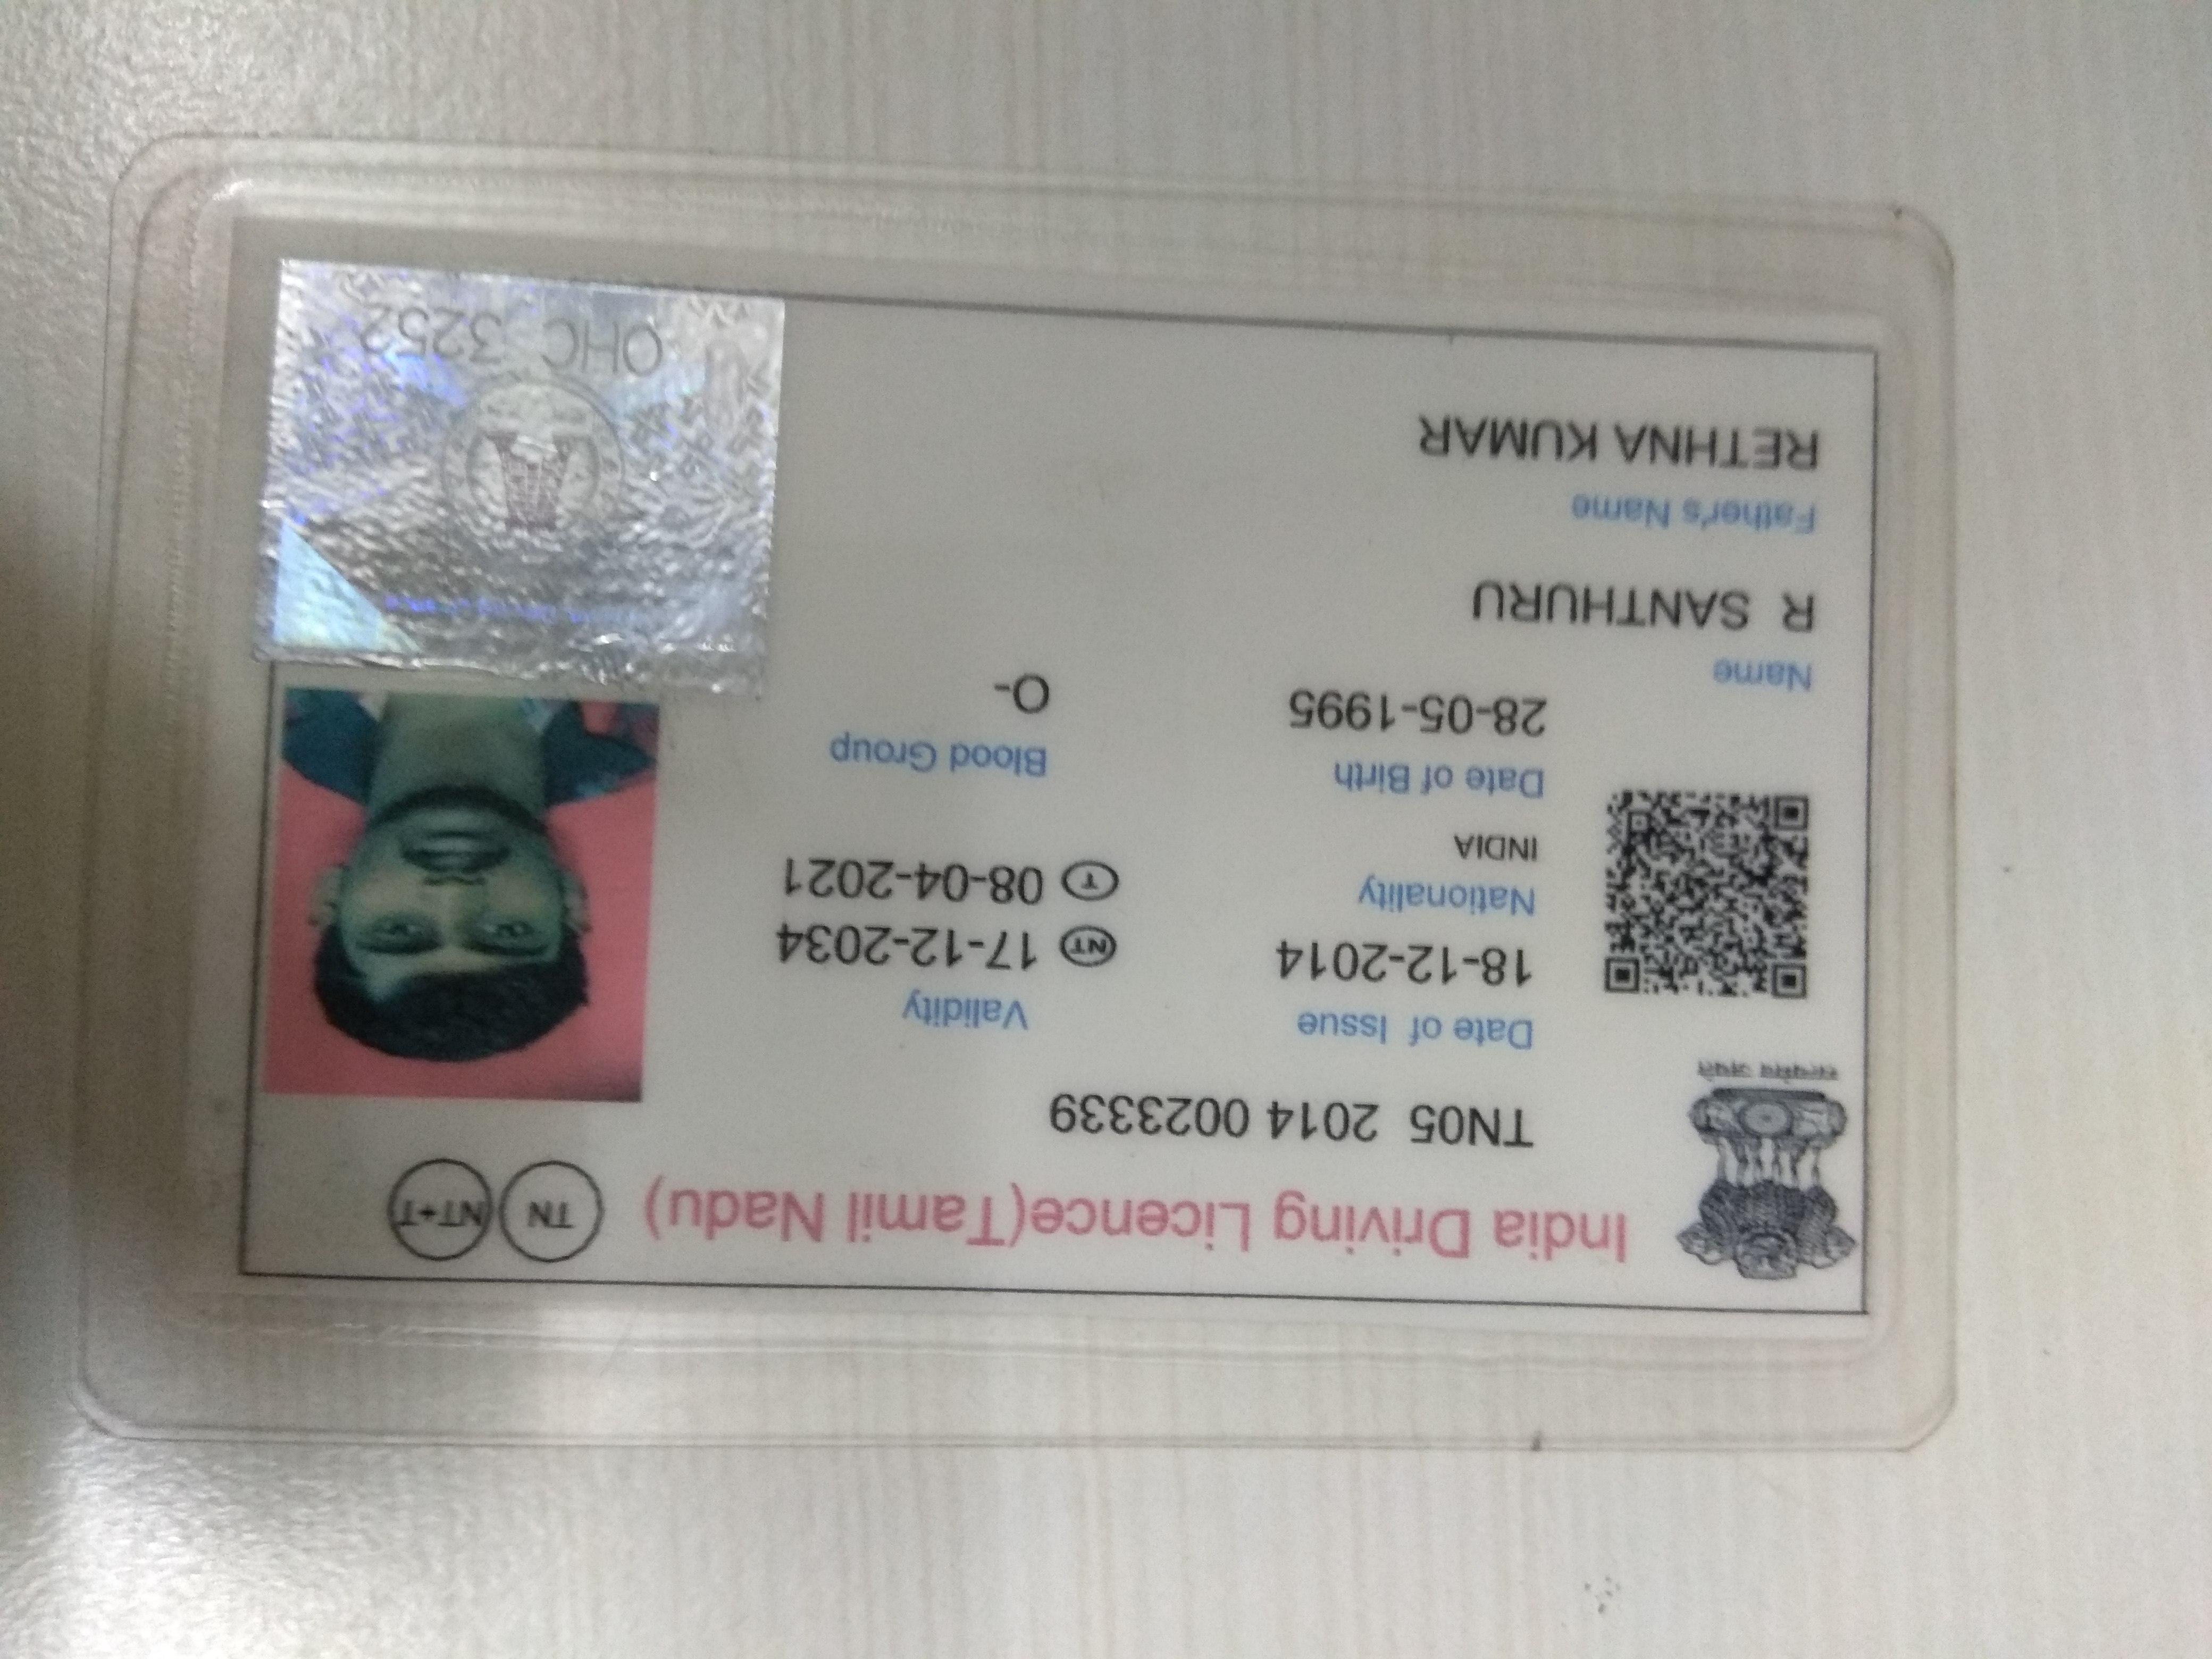 India Driving Licence(Tamil Nadu) TN NT+T
TN05 2014 0023339
Date of Issue Validity
18-12-2014 NT 17-12-2034
Nationality T 08-04-2021
INDIA
Date of Birth Blood Group
28-05-1995 O-
Name
R SANTHURU
Father's Name
RETHNA KUMAR
OHC 3252